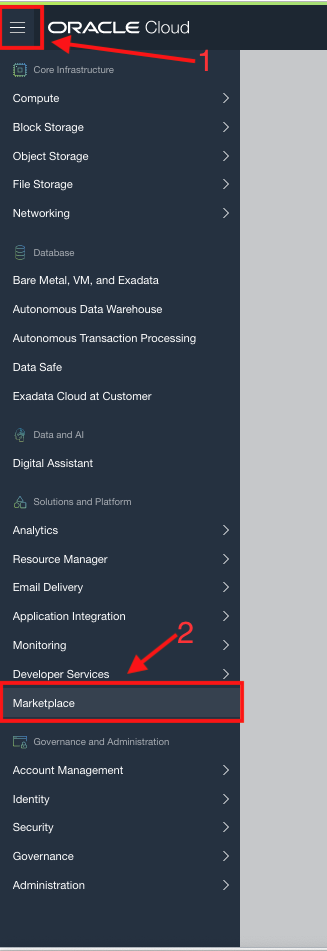 ORACLE Cloud
1
Core Infrastructure
Compute
Block Storage
Object Storage
File Storage
Networking
Database
Bare Metal, VM, and Exadata
Autonomous Data Warehouse
Autonomous Transaction Processing
Data Safe
Exadata Cloud at Customer
Data and AI
Digital Assistant
Solutions and Platform
Analytics
Resource Manager
Email Delivery
Application Integration
Monitoring
2
Developer Services
Marketplace
Governance and Administration
Account Management
Identity
Security
Governance
Administration